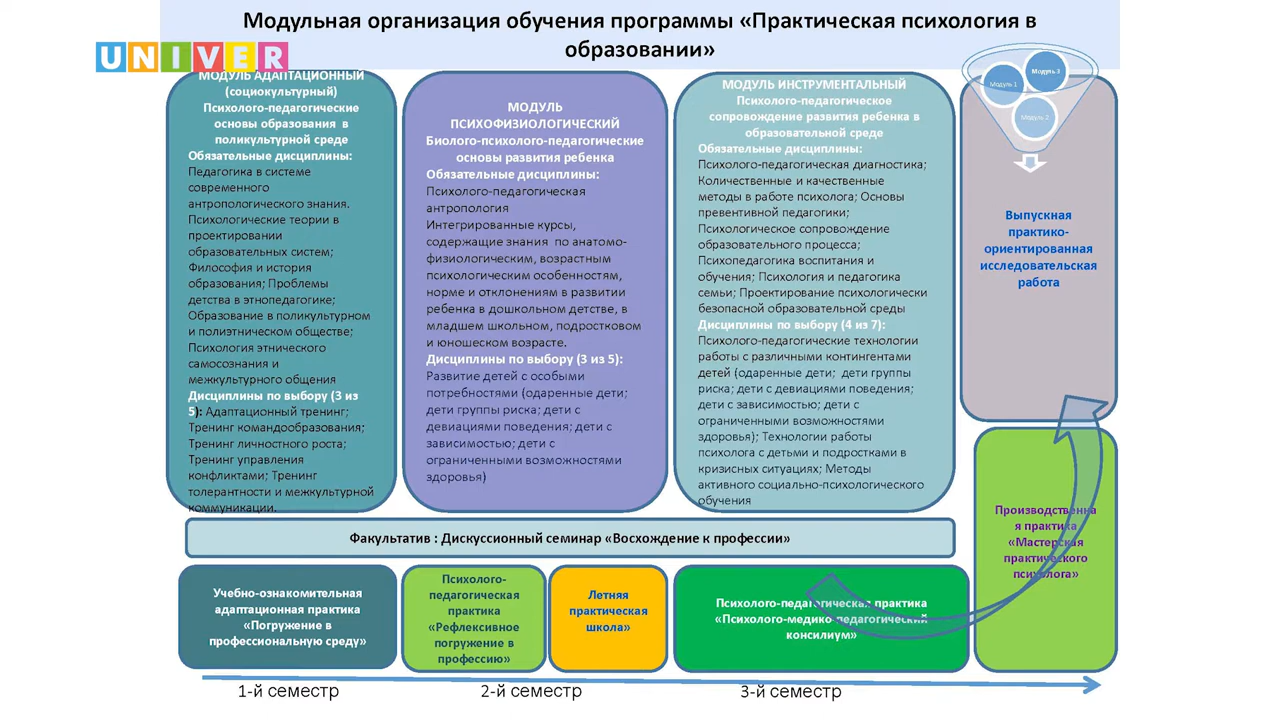 Модульная организация обучения программы «Практическая психология в
образовании»
UNIVER
МОДУЛЬ АДАПТАЦИОННЫЙ
(социокультурный)
Психолого-педагогические
основы образования в
поликультурной среде
Обязательные дисциплины:
Педагогика в системе
современного
антропологического знания.
Психологические теории в
проектировании
образовательных систем;
Философия и история
образования; Проблемы
детства в этнопедагогике;
Образование в поликультурном
и полиэтничном обществе;
Психология этнического
самосознания и
межкультурного общения
Дисциплины по выбору (3 из
5): Адаптационный тренинг;
Тренинг командообразования;
Тренинг личностного роста;
Тренинг управления
конфликтами; Тренинг
толерантности и межкультурной
коммуникации.
МОДУЛЬ
ПСИХОФИЗИОЛОГИЧЕСКИЙ
Биолого-психолого-педагогические
основы развития ребенка
Обязательные дисциплины:
Психолого-педагогическая
антропология
Интегрированные курсы,
содержащие знания по анатомо-
физиологическим, возрастным
психологическим особенностям,
норме и отклонениям в развитии
ребенка в дошкольном детстве, в
младшем школьном, подростковом
и юношеском возрасте.
Дисциплины по выбору (3 из 5):
Развитие детей с особыми
потребностями (одаренные дети;
дети группы риска; дети с
девиациями поведения; дети с
зависимостью; дети с
ограниченными возможностями
здоровья)
МОДУЛЬ ИНСТРУМЕНТАЛЬНЫЙ
Психолого-педагогическое
сопровождение развития ребенка в
образовательной среде
Обязательные дисциплины:
Психолого-педагогическая диагностика;
Количественные и качественные
методы в работе психолога; Основы
превентивной педагогики;
Психологическое сопровождение
образовательного процесса;
Психопедагогика воспитания и
обучения; Психология и педагогика
семьи; Проектирование психологически
безопасной образовательной среды
Дисциплины по выбору (4 из 7):
Психолого-педагогические технологии
работы с различными контингентами
детей (одаренные дети; дети группы
риска; дети с девиациями поведения;
дети с зависимостью; дети с
ограниченными возможностями
здоровья); Технологии работы
психолога с детьми и подростками в
кризисных ситуациях; Методы
активного социально-психологического
обучения
Модуль 1
Модуль 3
Модуль 2
Выпускная
практико-
ориентированная
исследовательская
работа
Производственна
я практика
«Мастерская
практического
психолога»
Факультатив : Дискуссионный семинар «Восхождение к профессии»
Учебно-ознакомительная
адаптационная практика
«Погружение в
профессиональную среду»
Психолого-
педагогическая
практика
«Рефлексивное
погружение в
профессию»
Летняя
практическая
школа»
Психолого-педагогическая практика
«Психолого-медико-педагогический
консилиум»
1-й семестр
2-й семестр
3-й семестр